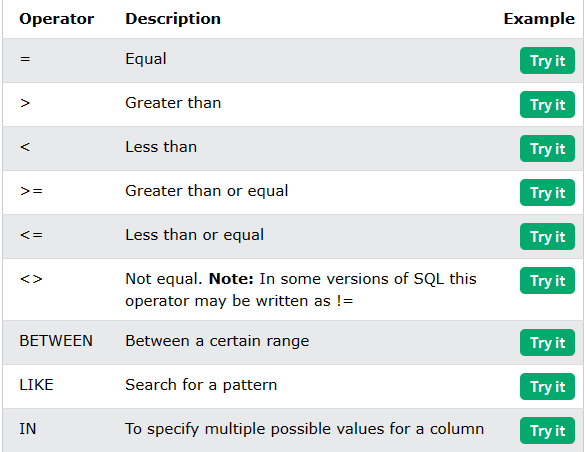 Operator Description Example
= Equal Try it
> Greater than Try it
< Less than Try it
>= Greater than or equal Try it
<= Less than or equal Try it
<> Not equal. Note: In some versions of SQL this Try it
operator may be written as !=
BETWEEN Between a certain range Try it
LIKE Search for a pattern Try it
IN To specify multiple possible values for a column Try it